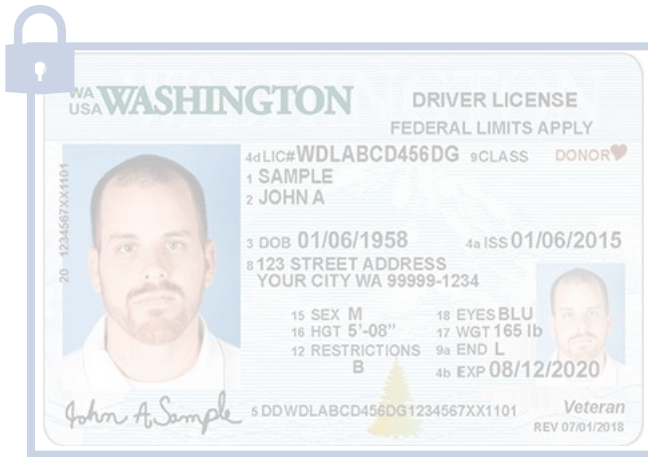 WA
USA WASHINGTON
DRIVER LICENSE
FEDERAL LIMITS APPLY
20 1234567XX1101
4d LIC# WDLABCD456DG 9 CLASS DONOR
1 SAMPLE
2 JOHN A
3 DOB 01/06/1958 4a ISS 01/06/2015
8 123 STREET ADDRESS
YOUR CITY WA 99999-1234
15 SEX M 18 EYES BLU
16 HGT 5'-08" 17 WGT 165 lb
12 RESTRICTIONS 9a END L
B 4b EXP 08/12/2020
John A Sample
5 DD WDLABCD456DG1234567XX1101 Veteran
REV 07/01/2018